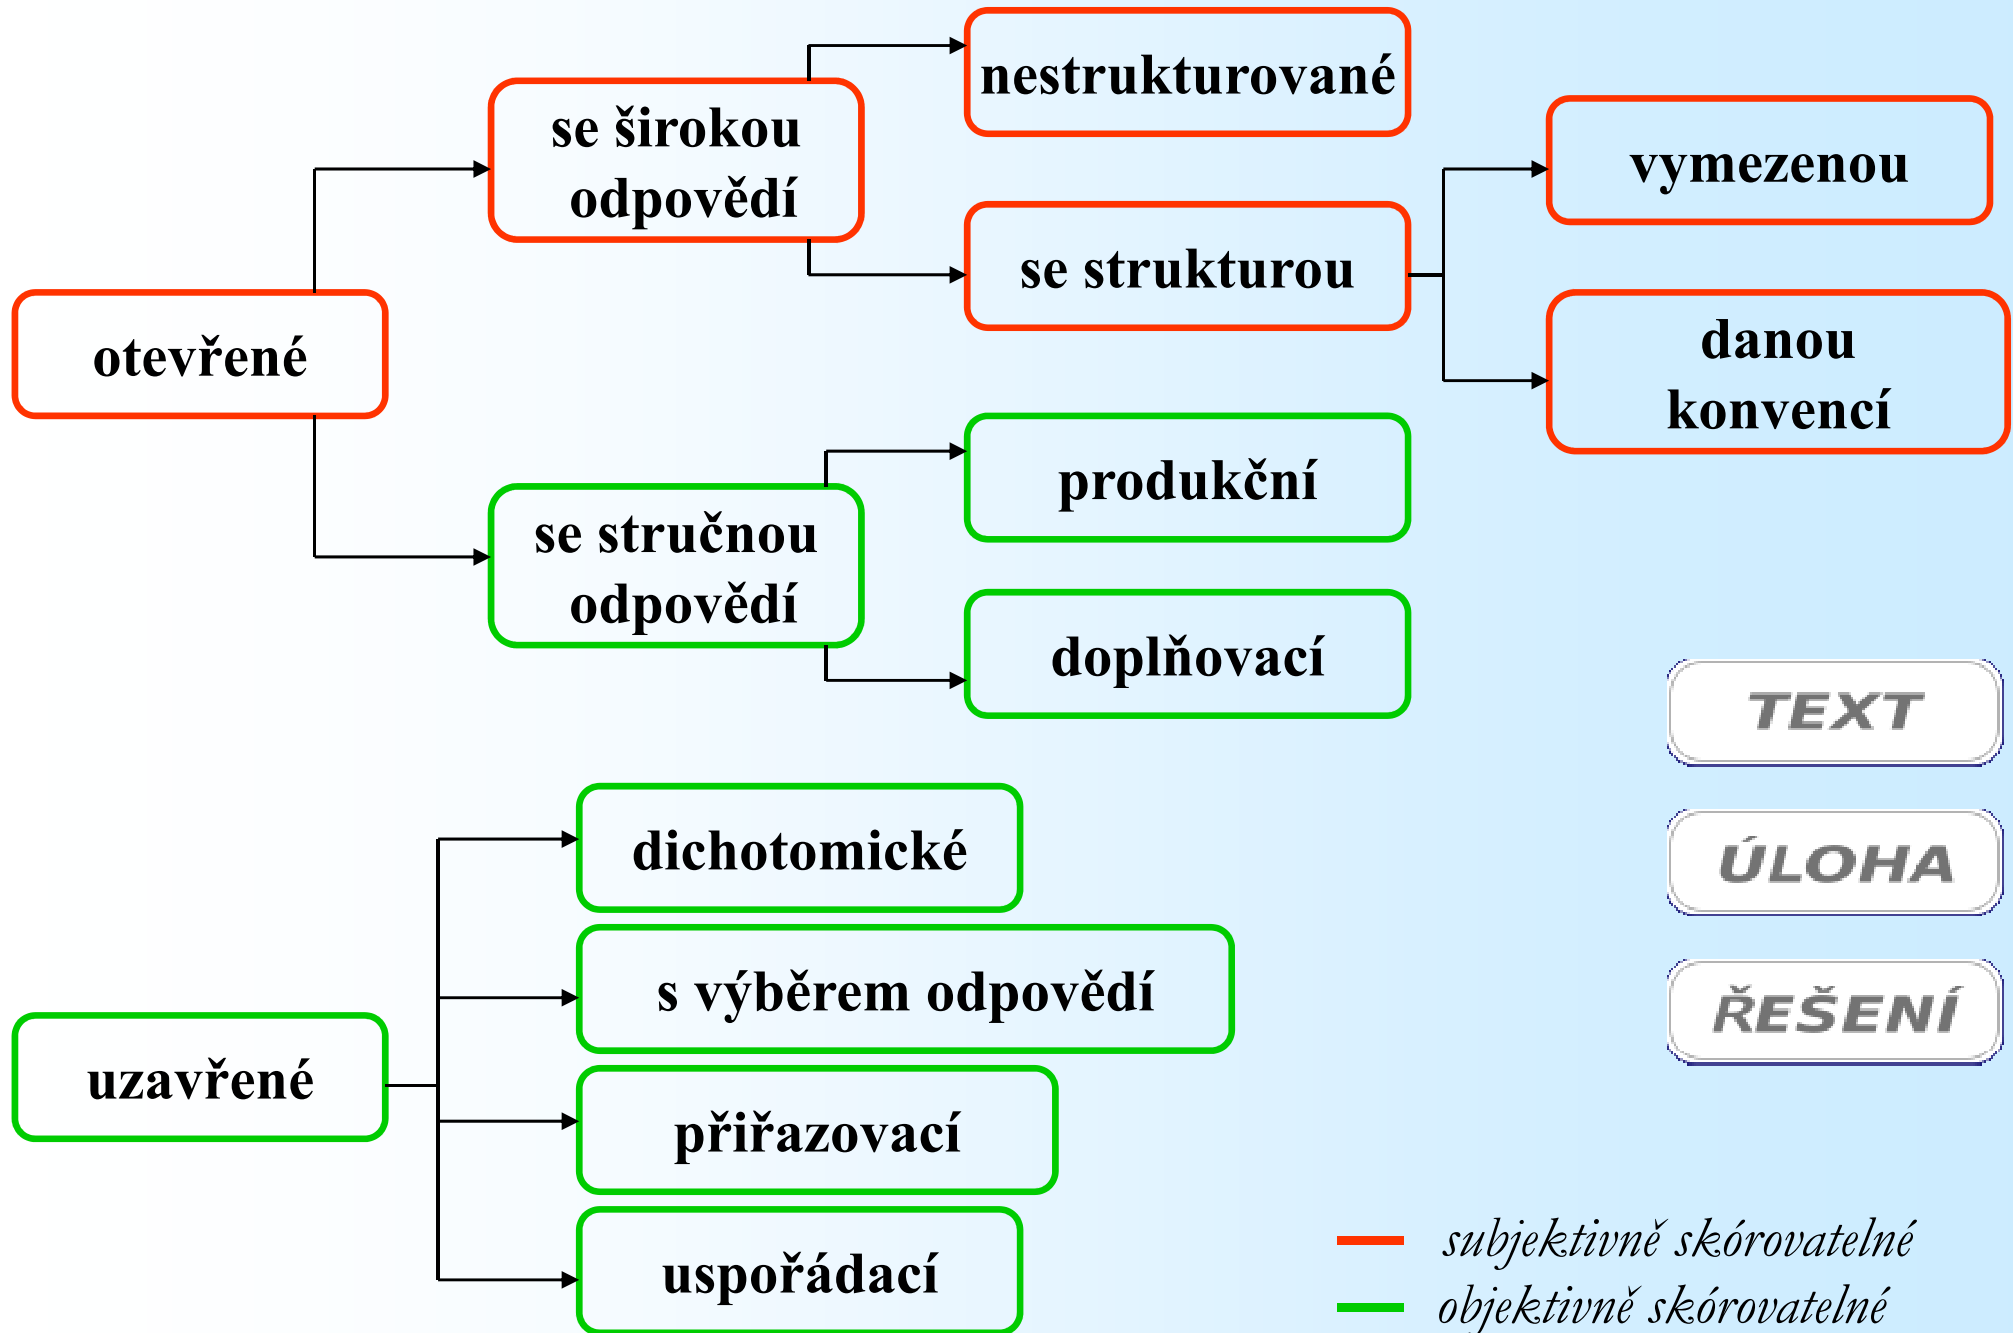 nestrukturované
se širokou
odpovědí
vymezenou
se strukturou
otevřené
danou
konvencí
produkční
se stručnou
odpovědí
doplňovací
TEXT
dichotomické
ÚLOHA
s výběrem odpovědí
ŘEŠENÍ
uzavřené
přiřazovací
subjektivně skórovatelné
uspořádací
objektivně skórovatelné